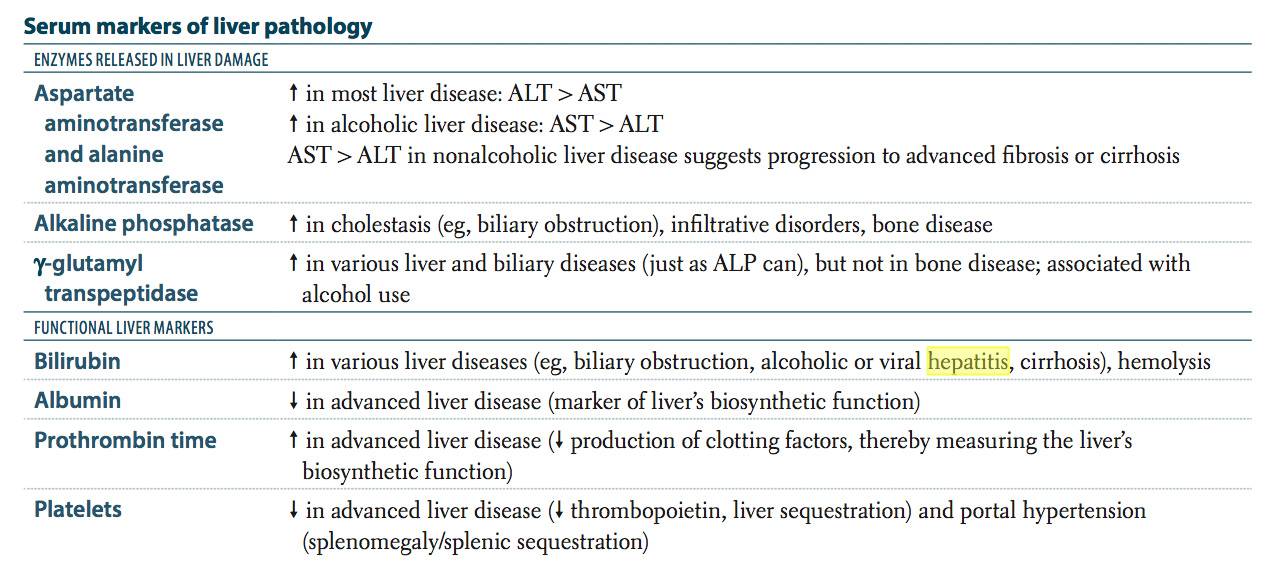 Serum markers of liver pathology
ENZYMES RELEASED IN LIVER DAMAGE
Aspartate
aminotransferase
and alanine
aminotransferase
↑ in most liver disease: ALT > AST
↑ in alcoholic liver disease: AST > ALT
AST > ALT in nonalcoholic liver disease suggests progression to advanced fibrosis or cirrhosis
Alkaline phosphatase
↑ in cholestasis (eg, biliary obstruction), infiltrative disorders, bone disease
γ-glutamyl
transpeptidase
↑ in various liver and biliary diseases (just as ALP can), but not in bone disease; associated with
alcohol use
FUNCTIONAL LIVER MARKERS
Bilirubin
↑ in various liver diseases (eg, biliary obstruction, alcoholic or viral hepatitis, cirrhosis), hemolysis
Albumin
↓ in advanced liver disease (marker of liver’s biosynthetic function)
Prothrombin time
↑ in advanced liver disease (↓ production of clotting factors, thereby measuring the liver’s
biosynthetic function)
Platelets
↓ in advanced liver disease (↓ thrombopoietin, liver sequestration) and portal hypertension
(splenomegaly/splenic sequestration)